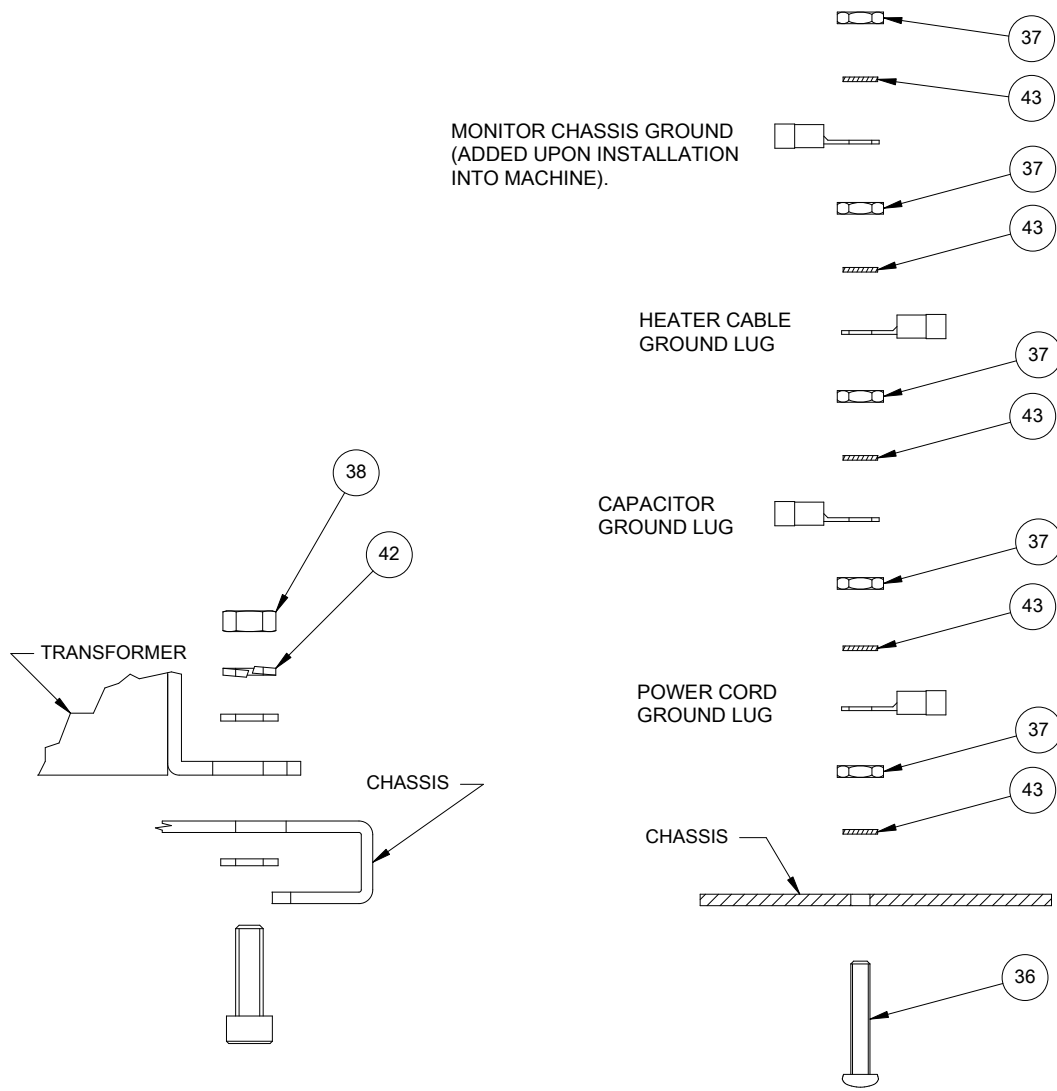 37
43
MONITOR CHASSIS GROUND
(ADDED UPON INSTALLATION
INTO MACHINE).
37
43
HEATER CABLE
GROUND LUG
37
43
CAPACITOR
GROUND LUG
37
43
POWER CORD
GROUND LUG
37
43
CHASSIS
36
38
42
TRANSFORMER
CHASSIS